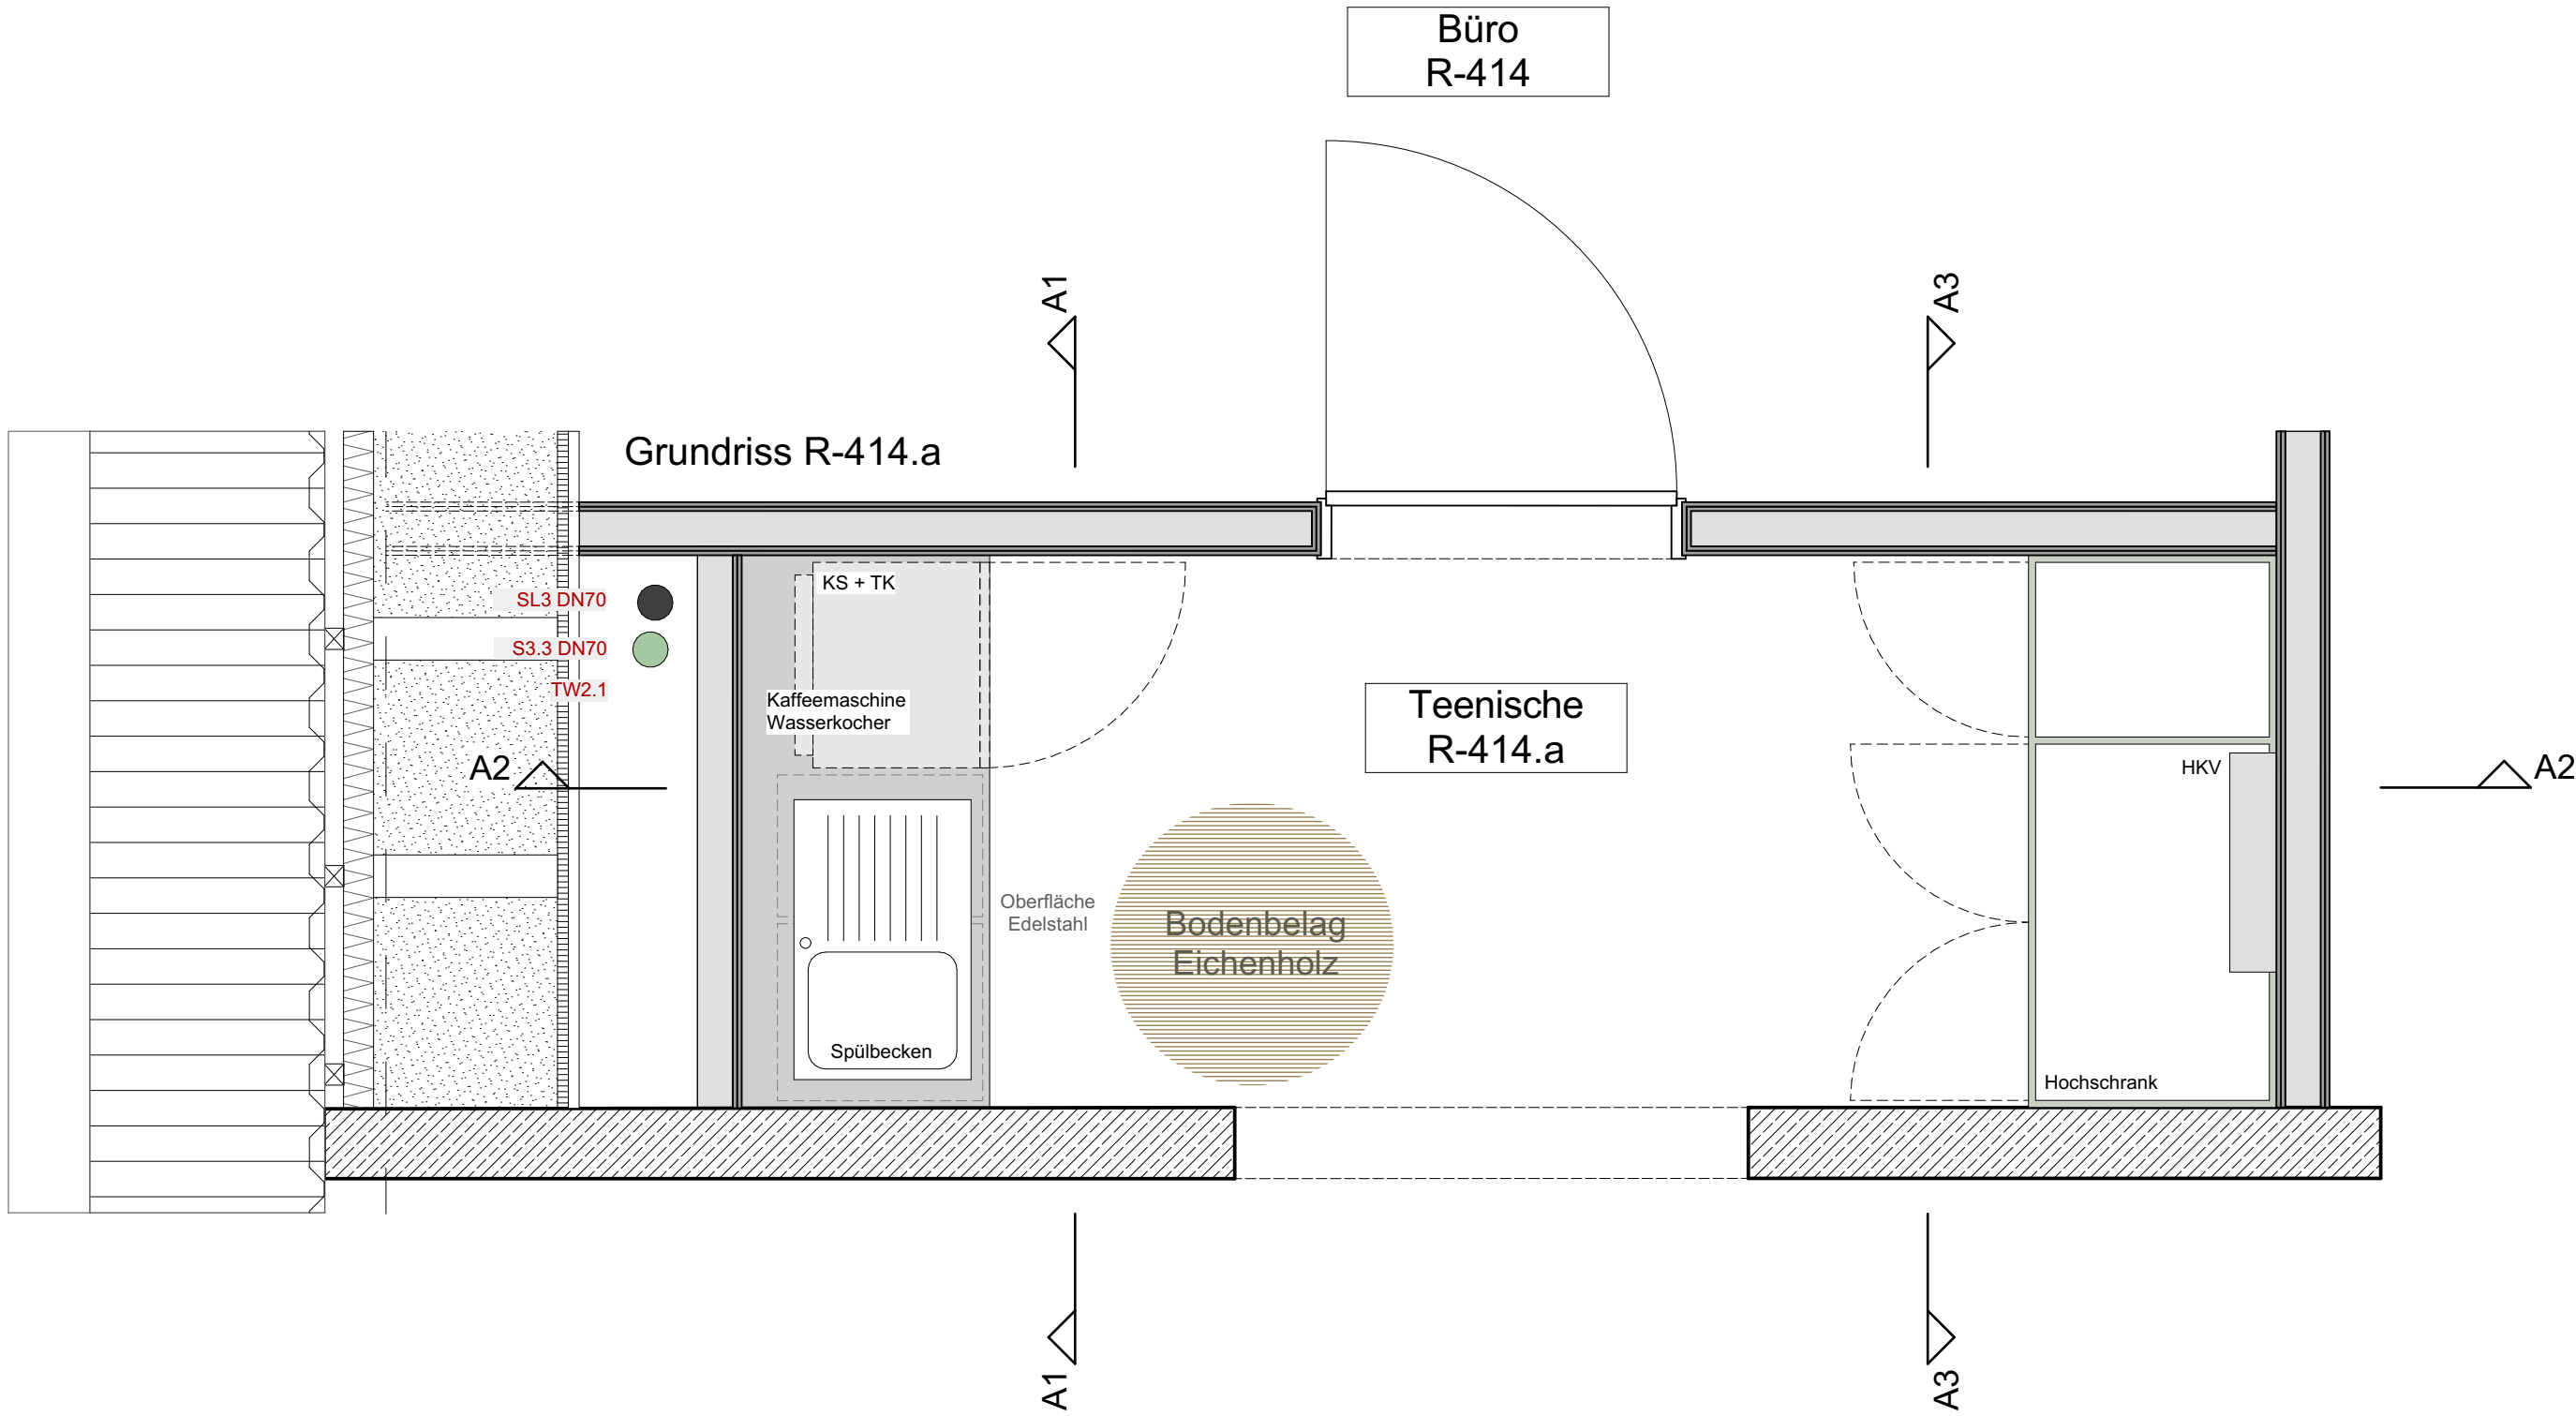 Büro
R-414
A1
A3
Grundriss R-414.a
KS + TK
SL3 DN70
S3.3 DN70
TW2.1
Kaffeemaschine
Wasserkocher
Teenische
R-414.a
A2
HKV
A2
Oberfläche
Edelstahl
Bodenbelag
Eichenholz
Spülbecken
Hochschrank
A1
A3